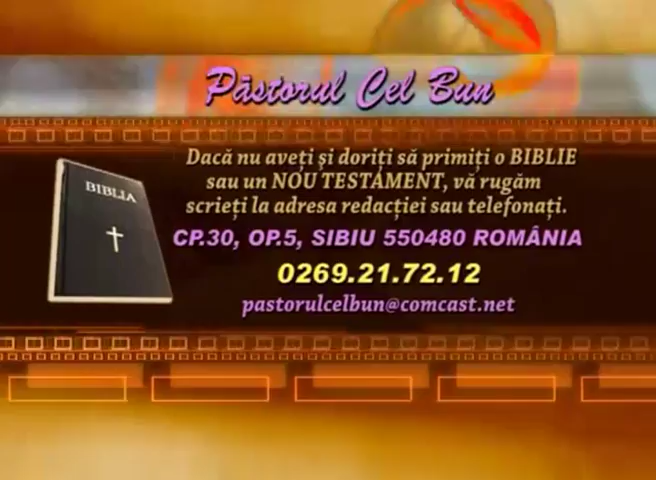 Păstorul Cel Bun
Dacă nu aveți și doriți să primiți o BIBLIE
sau un NOU TESTAMENT, vă rugăm
scrieți la adresa redacției sau telefonați.
BIBLIA
CP.30, OP.5, SIBIU 550480 ROMÂNIA
0269.21.72.12
pastorulcelbun@comcast.net